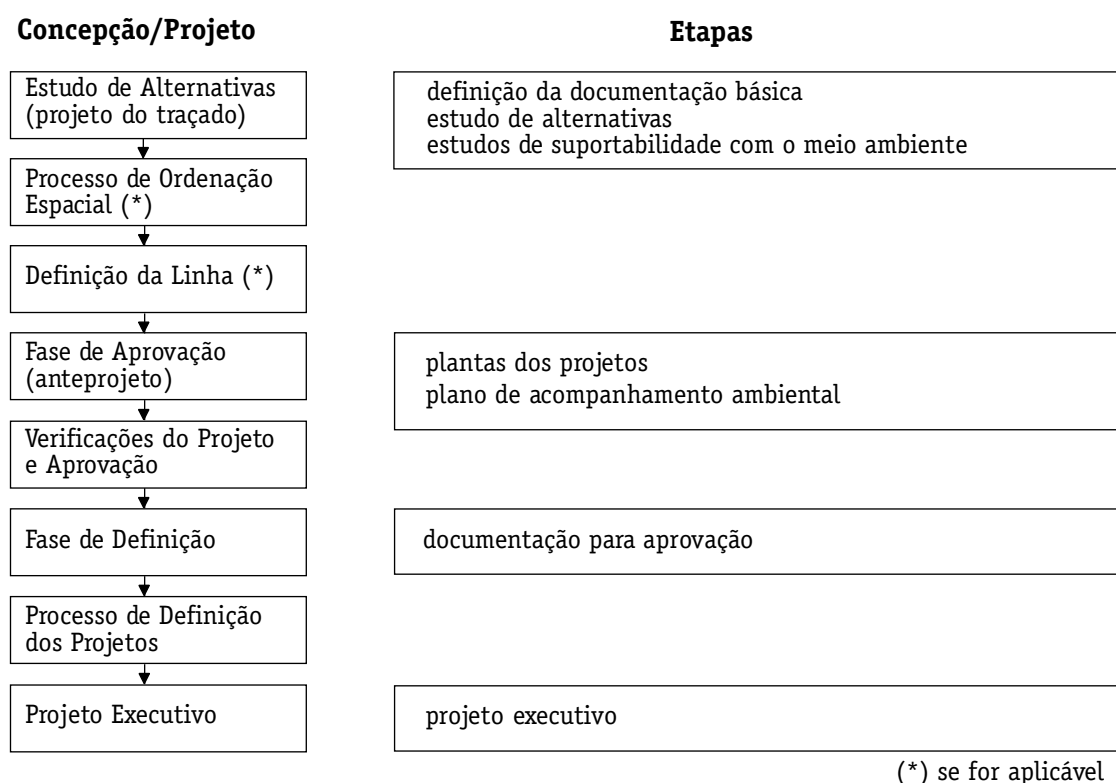 Concepção/Projeto
Etapas
Estudo de Alternativas
(projeto do traçado)
definição da documentação básica
estudo de alternativas
estudos de suportabilidade com o meio ambiente
Processo de Ordenação
Espacial (*)
Definição da Linha (*)
Fase de Aprovação
(anteprojeto)
plantas dos projetos
plano de acompanhamento ambiental
Verificações do Projeto
e Aprovação
Fase de Definição
documentação para aprovação
Processo de Definição
dos Projetos
Projeto Executivo
projeto executivo
(*) se for aplicável